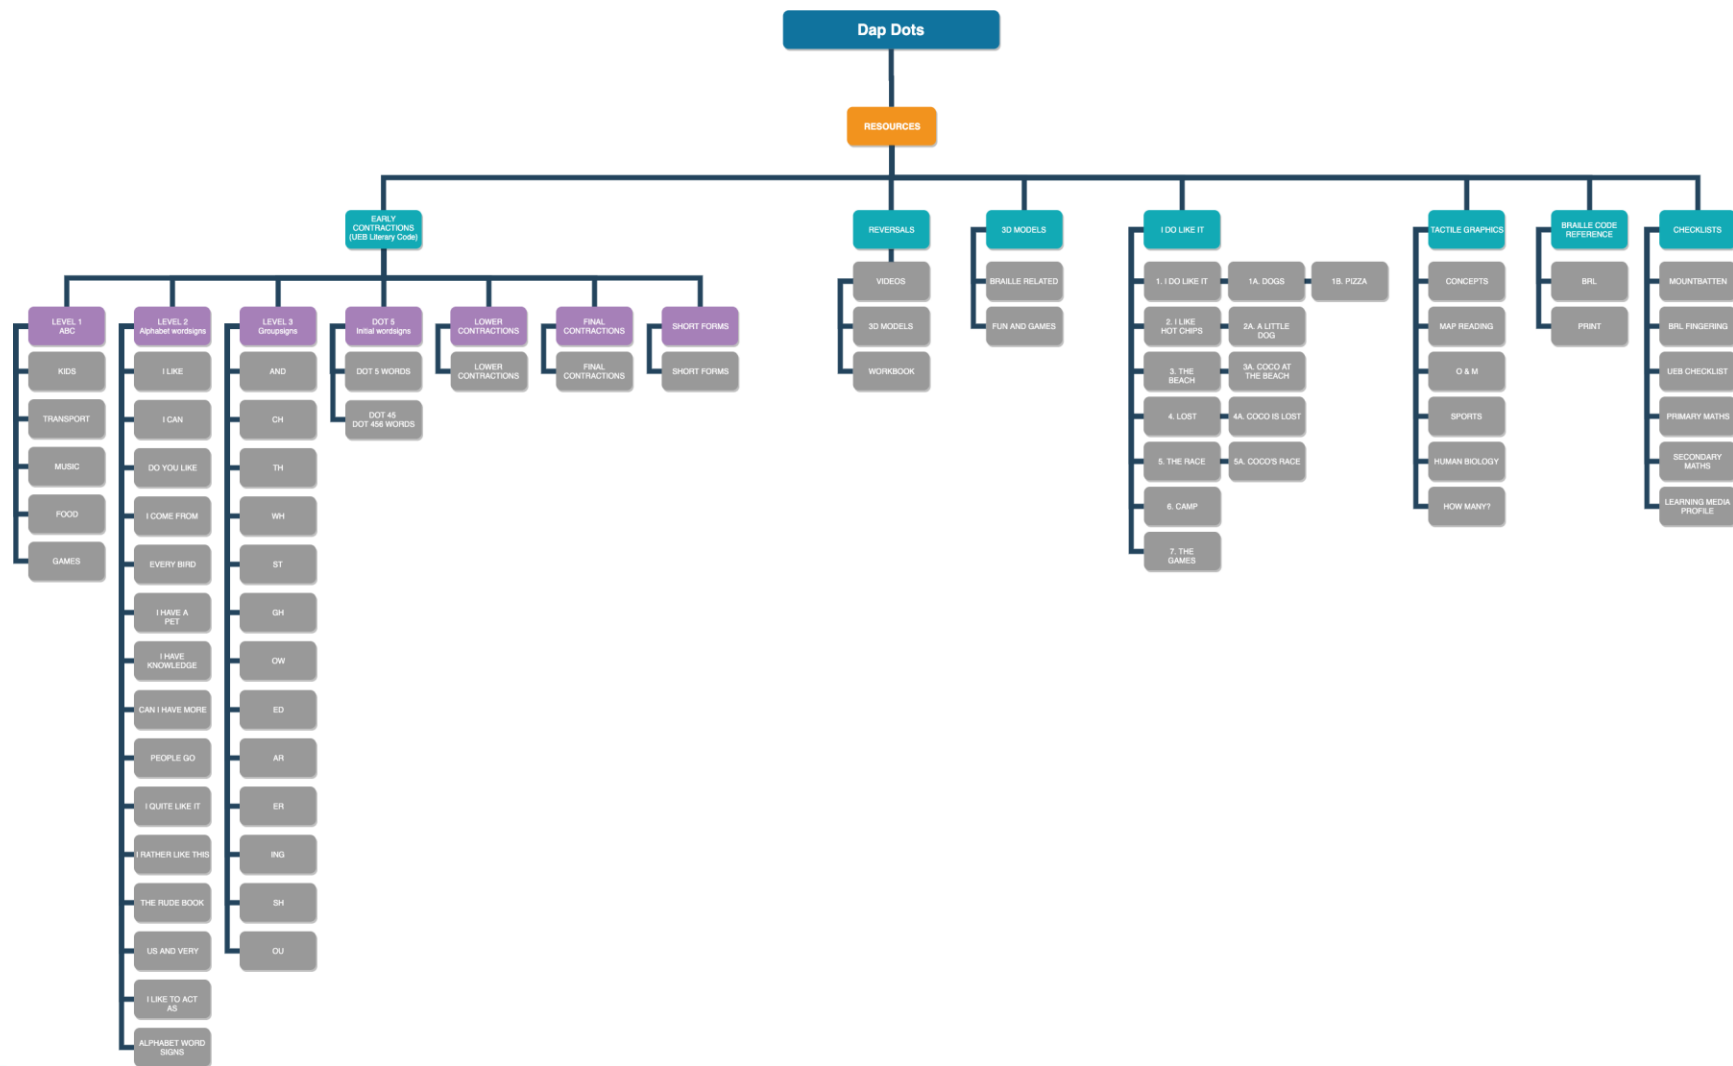 Dap Dots
RESOURCES
EARLY
CONTRACTIONS
(UEB Literary Code)
REVERSALS
3D MODELS
I DO LIKE IT
TACTILE GRAPHICS
BRAILLE CODE
REFERENCE
CHECKLISTS
LEVEL 1
ABC
KIDS
TRANSPORT
MUSIC
FOOD
GAMES
LEVEL 2
Alphabet wordsigns
I LIKE
I CAN
DO YOU LIKE
I COME FROM
EVERY BIRD
I HAVE A
PET
I HAVE
KNOWLEDGE
CAN I HAVE MORE
PEOPLE GO
I QUITE LIKE IT
I RATHER LIKE THIS
THE RUDE BOOK
US AND VERY
I LIKE TO ACT
AS
ALPHABET WORD
SIGNS
LEVEL 3
Groupsigns
AND
CH
TH
WH
ST
GH
OW
ED
AR
ER
ING
SH
OU
DOT 5
Initial wordsigns
DOT 5 WORDS
DOT 45
DOT 456 WORDS
LOWER
CONTRACTIONS
LOWER
CONTRACTIONS
FINAL
CONTRACTIONS
FINAL
CONTRACTIONS
SHORT FORMS
SHORT FORMS
VIDEOS
3D MODELS
WORKBOOK
BRAILLE RELATED
FUN AND GAMES
1. I DO LIKE IT
1A. DOGS
1B. PIZZA
2. I LIKE
HOT CHIPS
2A. A LITTLE
DOG
3. THE
BEACH
3A. COCO AT
THE BEACH
4. LOST
4A. COCO IS LOST
5. THE RACE
5A. COCO'S RACE
6. CAMP
7. THE
GAMES
CONCEPTS
MAP READING
O & M
SPORTS
HUMAN BIOLOGY
HOW MANY?
BRL
PRINT
MOUNTBATTEN
BRL FINGERING
UEB CHECKLIST
PRIMARY MATHS
SECONDARY
MATHS
LEARNING MEDIA
PROFILE